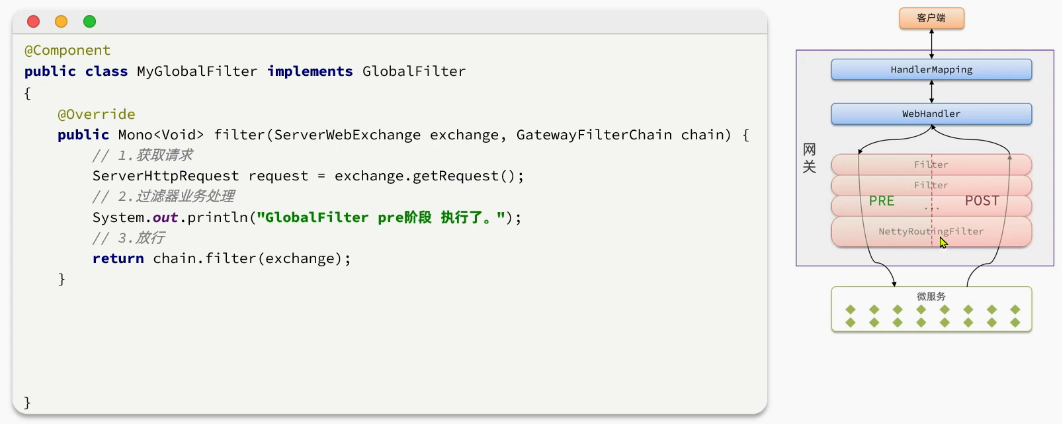 @Component
public class MyGlobalFilter implements GlobalFilter
{
@Override
public Mono<Void> filter(ServerWebExchange exchange, GatewayFilterChain chain) {
// 1.获取请求
ServerHttpRequest request = exchange.getRequest();
// 2.过滤器业务处理
System.out.println("GlobalFilter pre阶段 执行了。");
// 3.放行
return chain.filter(exchange);
}
}
客户端
HandlerMapping
WebHandler
网关
Filter
Filter
PRE
...
POST
NettyRoutingFilter
微服务